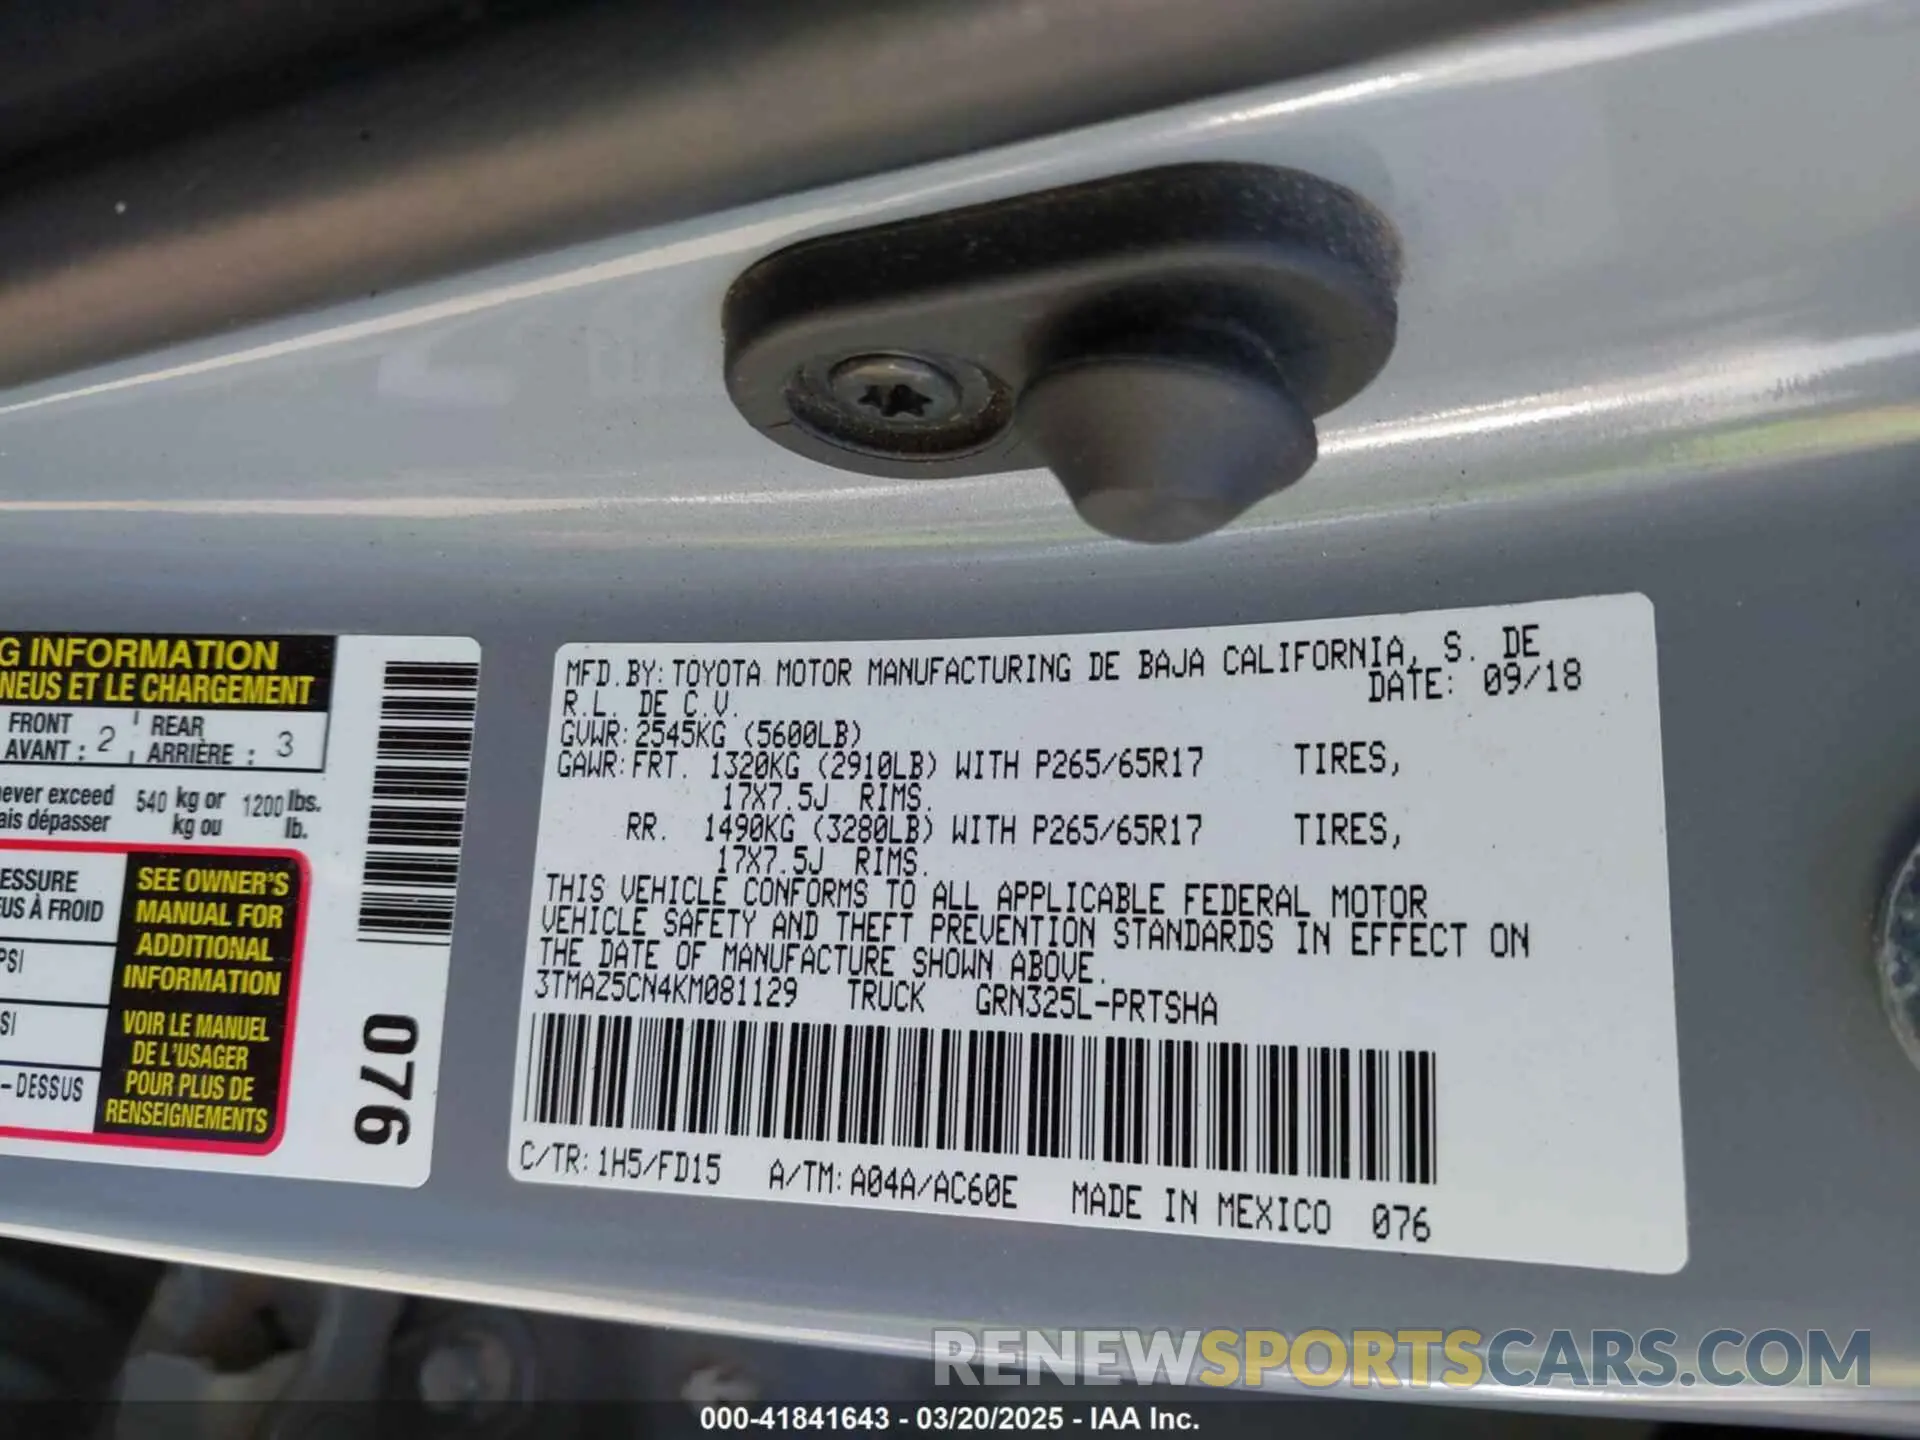 G INFORMATION
NEUS ET LE CHARGEMENT
FRONT 2 REAR 3
AVANT : ARRIÈRE :
never exceed 540 kg or 1200 lbs.
ais dépasser kg ou lb.
ESSURE
EUS À FROID
PSI
SI
-DESSUS
SEE OWNER'S
MANUAL FOR
ADDITIONAL
INFORMATION
VOIR LE MANUEL
DE L'USAGER
POUR PLUS DE
RENSEIGNEMENTS
076
MFD.BY:TOYOTA MOTOR MANUFACTURING DE BAJA CALIFORNIA, S. DE
R.L. DE C.V. DATE: 09/18
GVWR:2545KG (5600LB)
GAWR:FRT. 1320KG (2910LB) WITH P265/65R17 TIRES,
17X7.5J RIMS.
RR. 1490KG (3280LB) WITH P265/65R17 TIRES,
17X7.5J RIMS.
THIS VEHICLE CONFORMS TO ALL APPLICABLE FEDERAL MOTOR
VEHICLE SAFETY AND THEFT PREVENTION STANDARDS IN EFFECT ON
THE DATE OF MANUFACTURE SHOWN ABOVE.
3TMAZ5CN4KM081129 TRUCK GRN325L-PRTSHA
C/TR:1H5/FD15 A/TM:A04A/AC60E MADE IN MEXICO 076
RENEWSPORTSCARS.COM
000-41841643 - 03/20/2025 - IAA Inc.